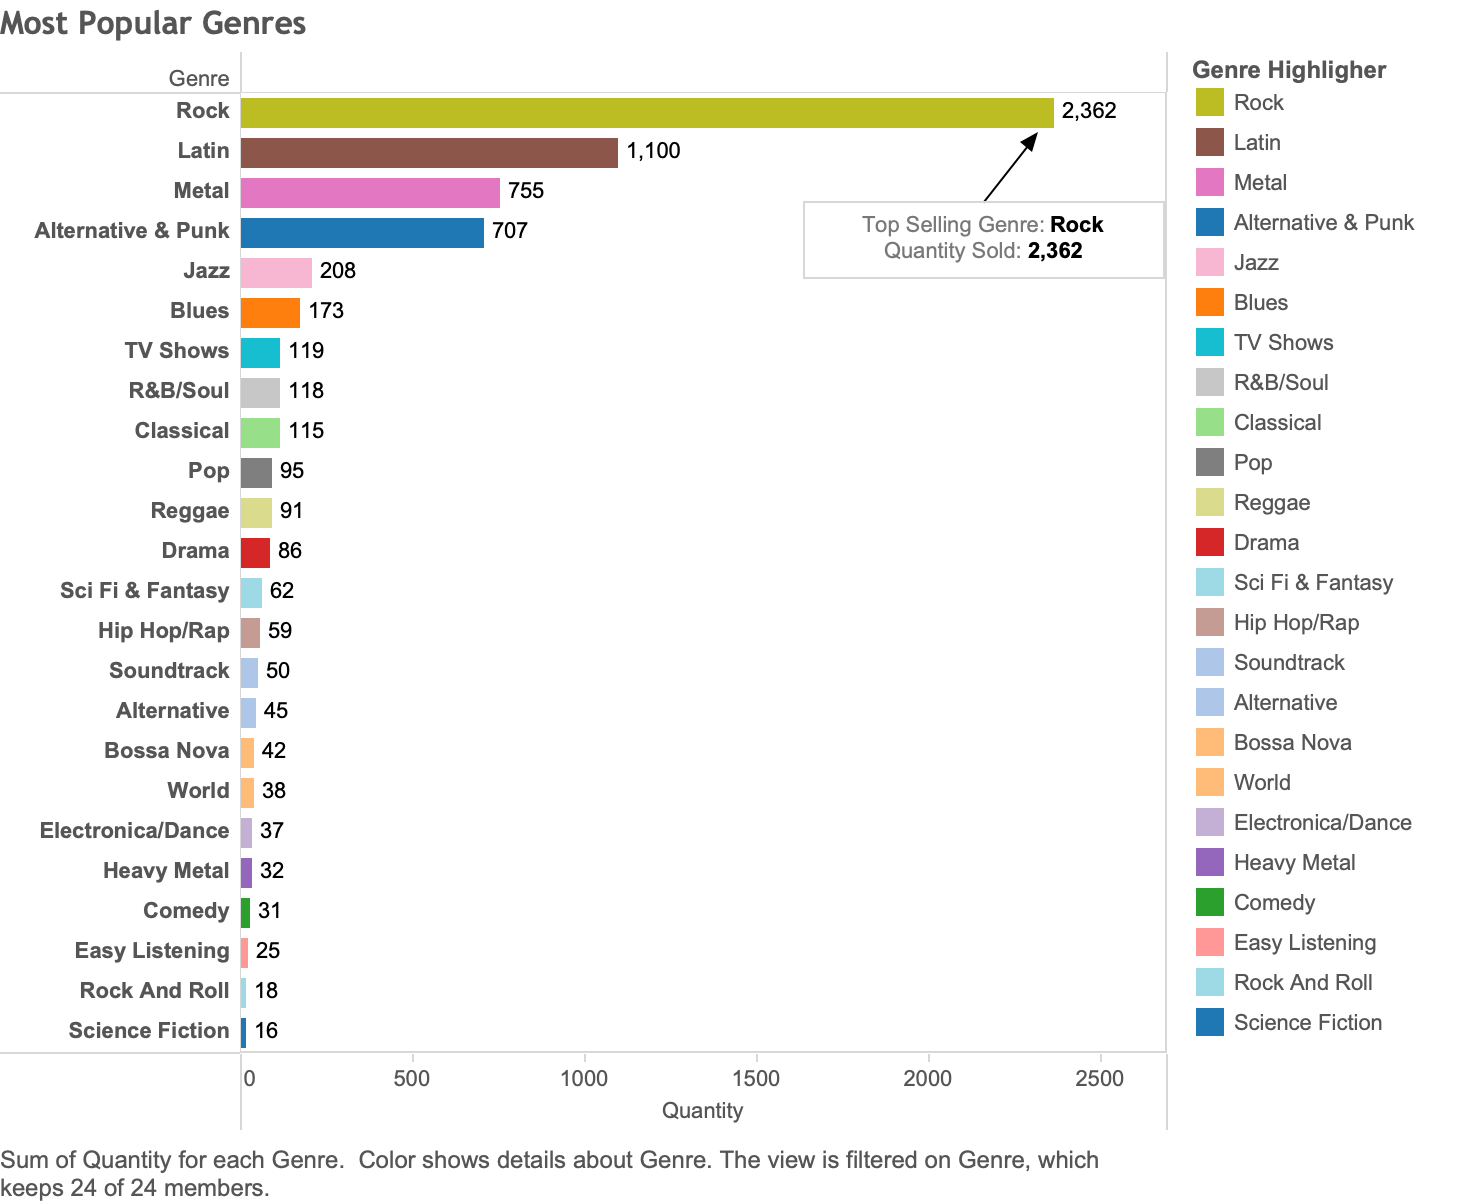 Most Popular Genres
Genre
Rock 2,362
Latin 1,100
Metal 755
Alternative & Punk 707
Jazz 208
Blues 173
TV Shows 119
R&B/Soul 118
Classical 115
Pop 95
Reggae 91
Drama 86
Sci Fi & Fantasy 62
Hip Hop/Rap 59
Soundtrack 50
Alternative 45
Bossa Nova 42
World 38
Electronica/Dance 37
Heavy Metal 32
Comedy 31
Easy Listening 25
Rock And Roll 18
Science Fiction 16
Top Selling Genre: Rock
Quantity Sold: 2,362
0 500 1000 1500 2000 2500
Quantity
Genre Highligher
Rock
Latin
Metal
Alternative & Punk
Jazz
Blues
TV Shows
R&B/Soul
Classical
Pop
Reggae
Drama
Sci Fi & Fantasy
Hip Hop/Rap
Soundtrack
Alternative
Bossa Nova
World
Electronica/Dance
Heavy Metal
Comedy
Easy Listening
Rock And Roll
Science Fiction
Sum of Quantity for each Genre.  Color shows details about Genre. The view is filtered on Genre, which
keeps 24 of 24 members.